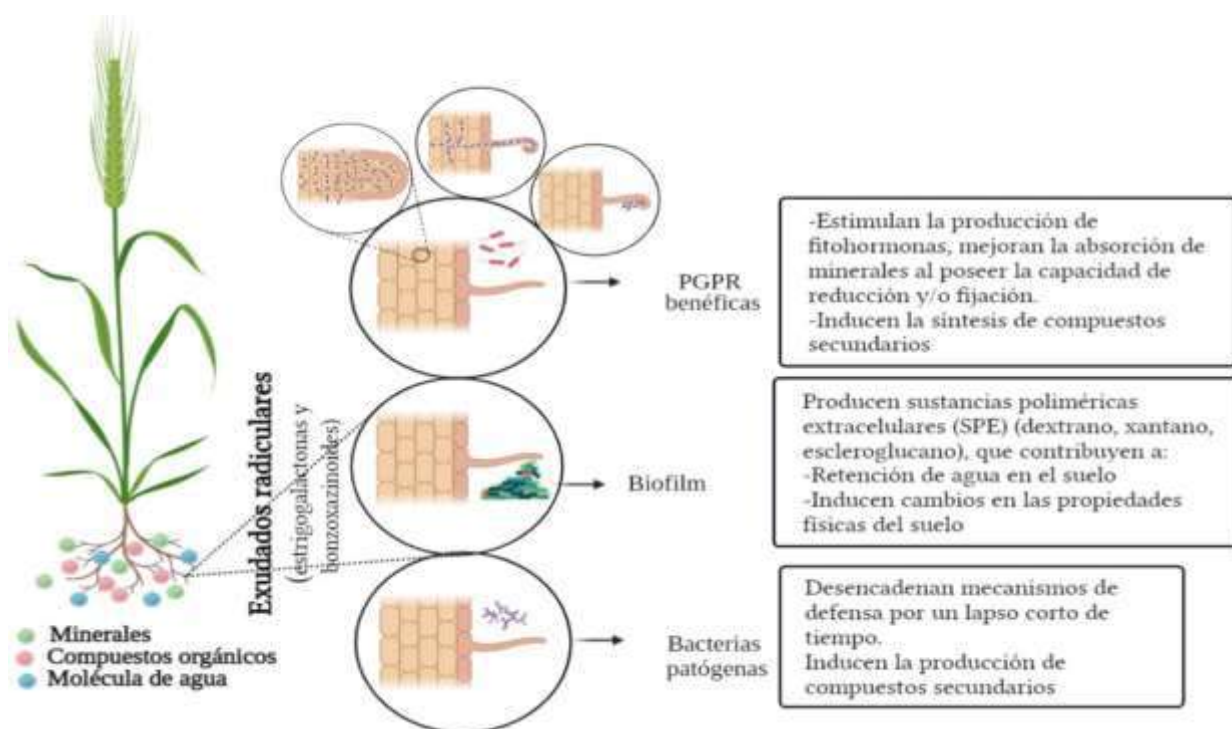 Exudados radiculares
(estrigogaláctonas y
bonzoxazinoides)
Minerales
Compuestos orgánicos
Molécula de agua
PGPR
benéficas
-Estimulan la producción de
fitohormonas, mejoran la absorción de
minerales al poseer la capacidad de
reducción y/o fijación.
-Inducen la síntesis de compuestos
secundarios
Biofilm
Producen sustancias poliméricas
extracelulares (SPE) (dextrano, xantano,
escleroglucano), que contribuyen a:
-Retención de agua en el suelo
-Inducen cambios en las propiedades
físicas del suelo
Bacterias
patógenas
Desencadenan mecanismos de
defensa por un lapso corto de
tiempo.
Inducen la producción de
compuestos secundarios